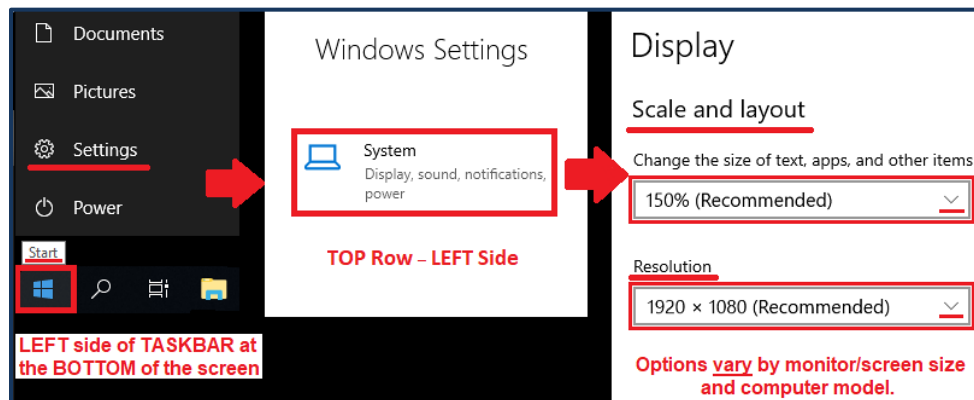 Documents
Pictures
Settings
Power
Start
LEFT side of TASKBAR at
the BOTTOM of the screen
Windows Settings
System
Display, sound, notifications,
power
TOP Row – LEFT Side
Display
Scale and layout
Change the size of text, apps, and other items
150% (Recommended)
Resolution
1920 × 1080 (Recommended)
Options vary by monitor/screen size
and computer model.